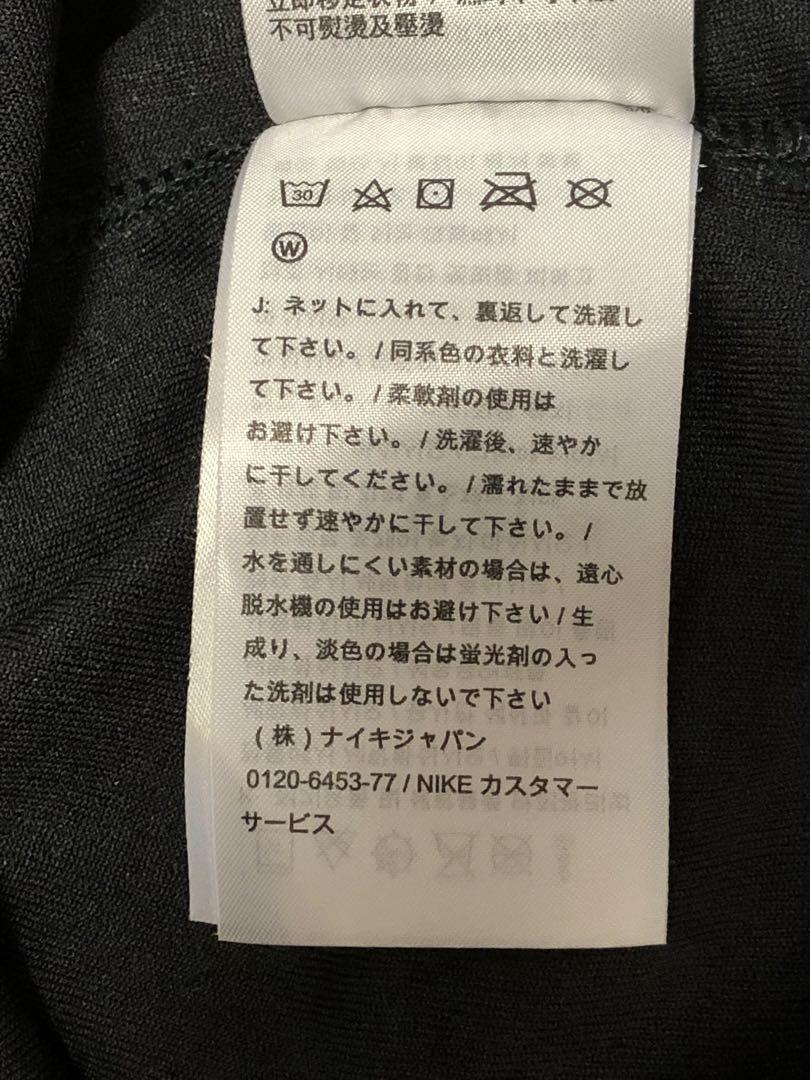 不可熨燙及壓燙
30
W
J: ネットに入れて、裏返して洗濯し
て下さい。/ 同系色の衣料と洗濯し
て下さい。/ 柔軟剤の使用は
お避け下さい。/ 洗濯後、速やか
に干してください。/ 濡れたままで放
置せず速やかに干して下さい。/
水を通しにくい素材の場合は、遠心
脱水機の使用はお避け下さい / 生
成り、淡色の場合は蛍光剤の入っ
た洗剤は使用しないで下さい
(株)ナイキジャパン
0120-6453-77 / NIKE カスタマー
サービス